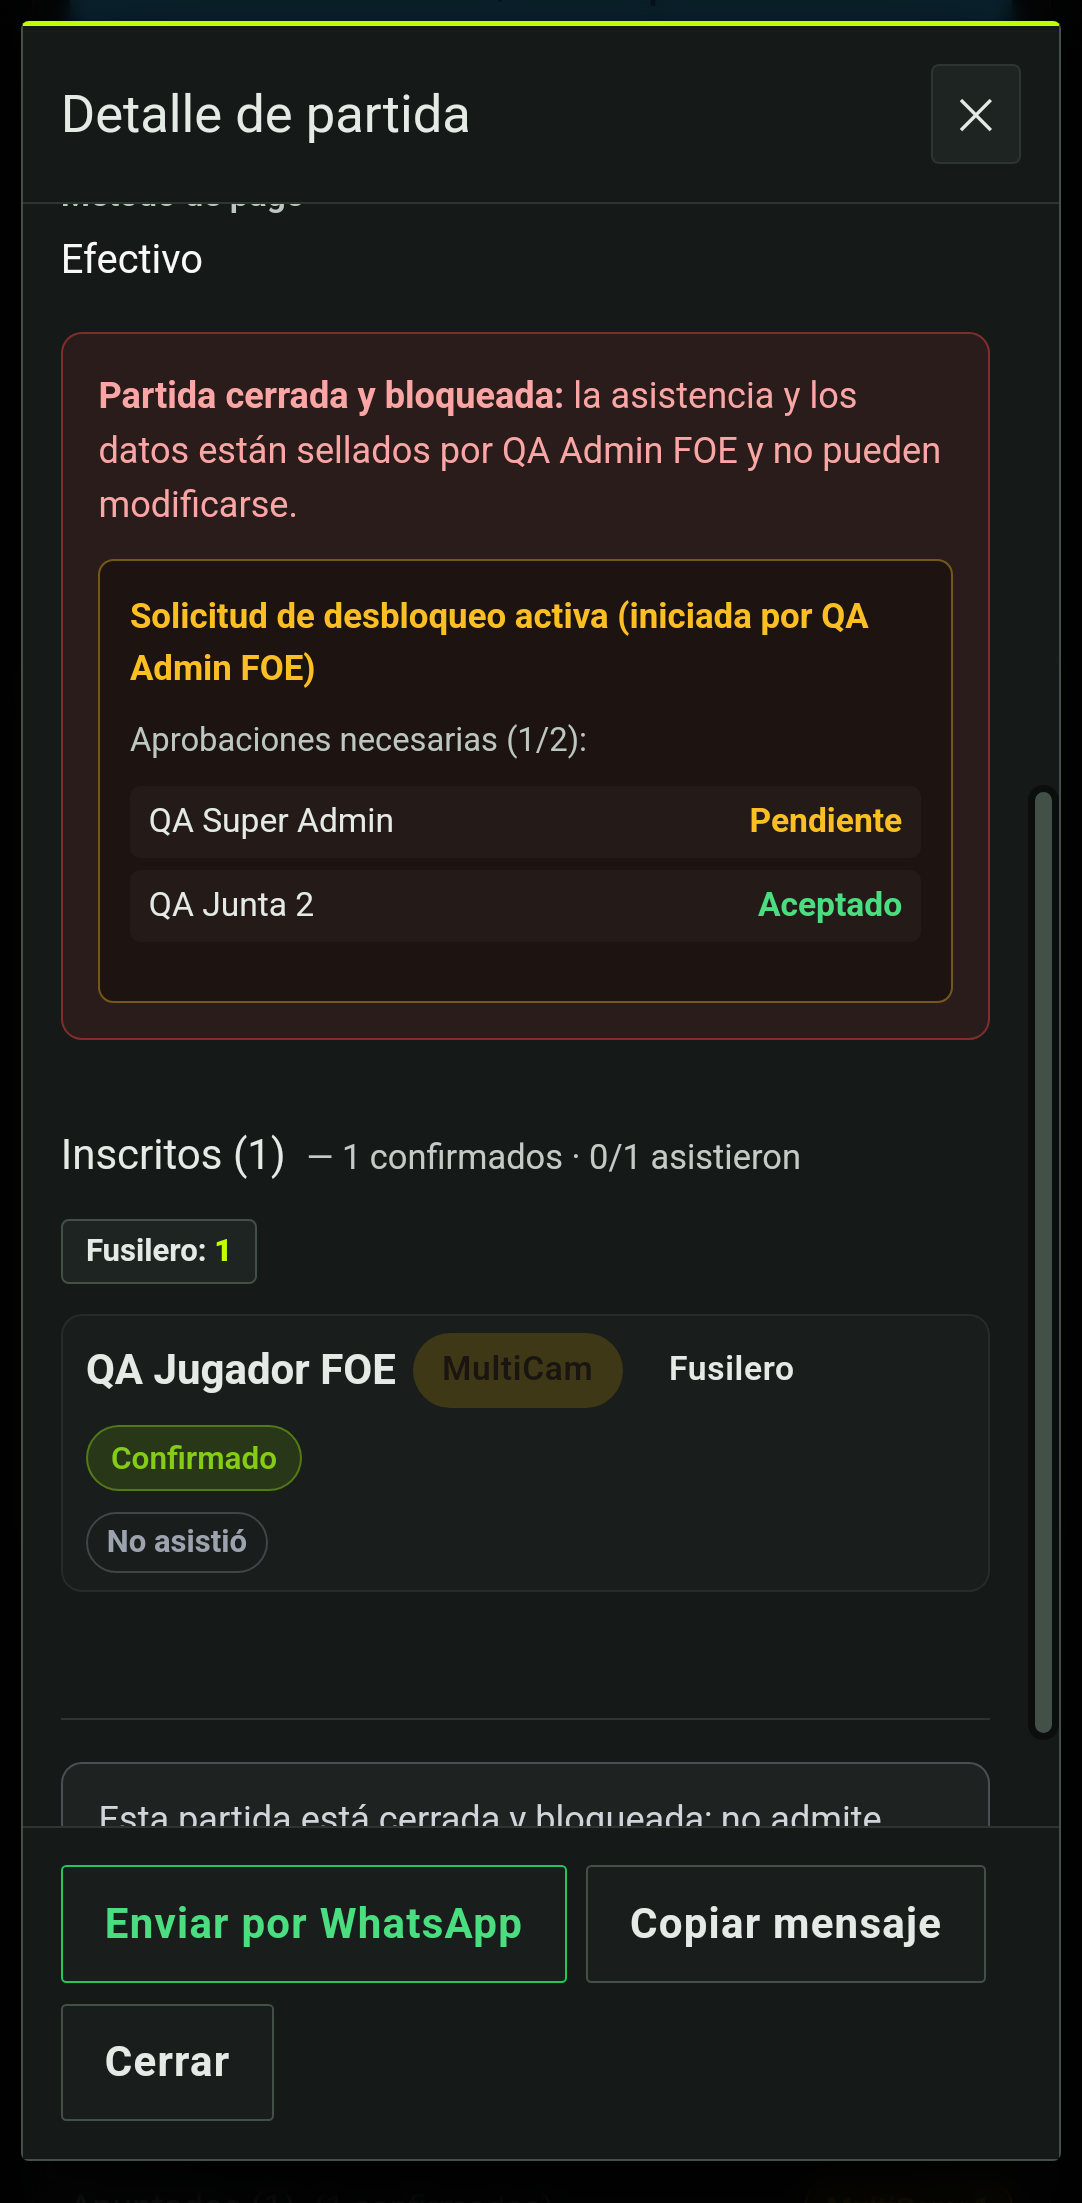 Detalle de partida
Método de pago
Efectivo
Partida cerrada y bloqueada: la asistencia y los
datos están sellados por QA Admin FOE y no pueden
modificarse.
Solicitud de desbloqueo activa (iniciada por QA
Admin FOE)
Aprobaciones necesarias (1/2):
QA Super Admin Pendiente
QA Junta 2 Aceptado
Inscritos (1) — 1 confirmados · 0/1 asistieron
Fusilero: 1
QA Jugador FOE MultiCam Fusilero
Confirmado
No asistió
Esta partida está cerrada y bloqueada: no admite
Enviar por WhatsApp Copiar mensaje
Cerrar